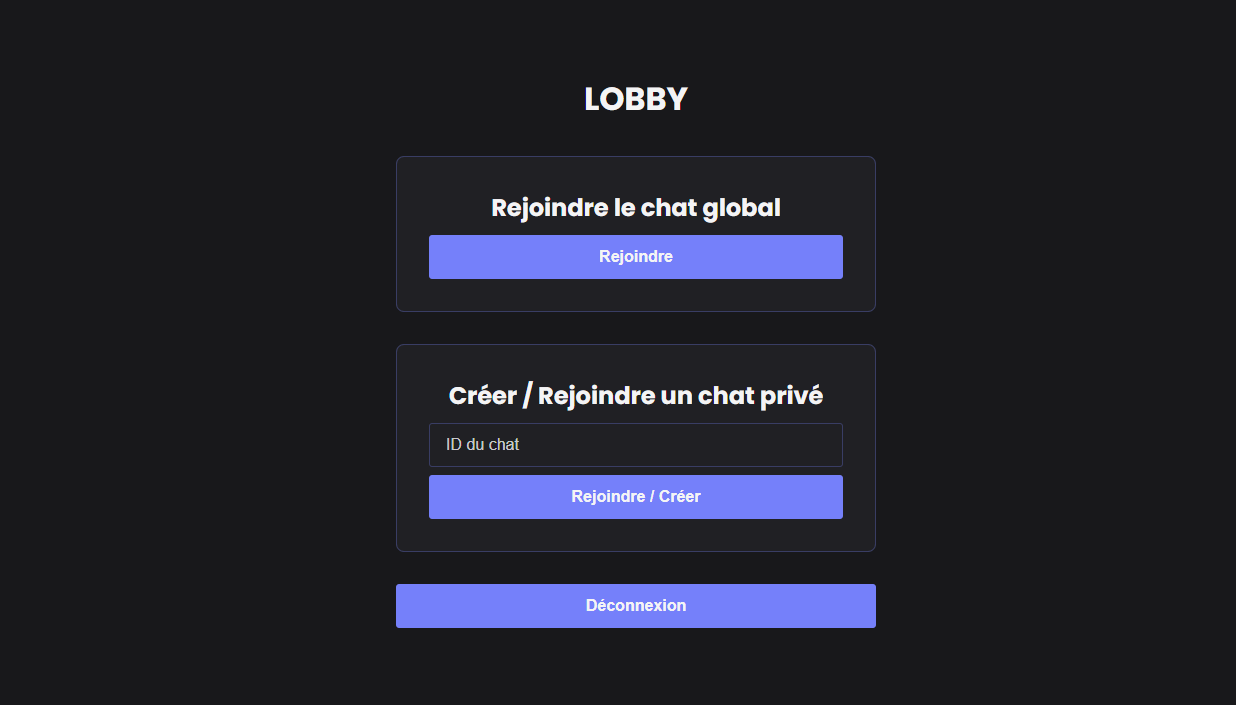 LOBBY
Rejoindre le chat global
Rejoindre
Créer / Rejoindre un chat privé
ID du chat
Rejoindre / Créer
Déconnexion